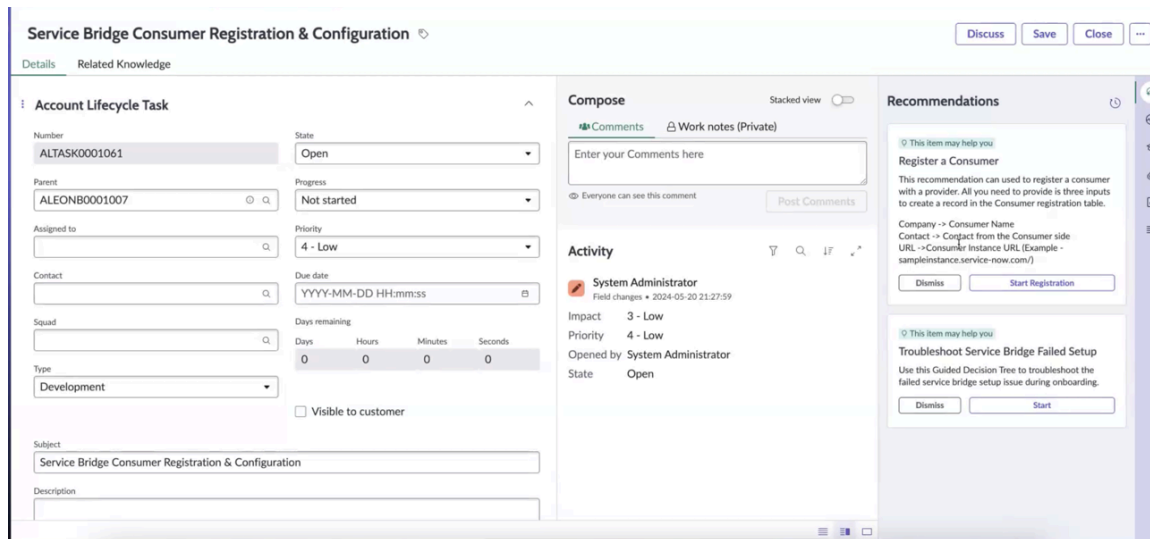 Service Bridge Consumer Registration & Configuration
Discuss
Save
Close
Details
Related Knowledge
Account Lifecycle Task
Number
ALTASK0001061
State
Open
Parent
ALEONB0001007
Progress
Not started
Assigned to
Priority
4 - Low
Contact
Due date
YYYY-MM-DD HH:mm:ss
Squad
Days remaining
Days
Hours
Minutes
Seconds
0
0
0
0
Type
Development
Visible to customer
Subject
Service Bridge Consumer Registration & Configuration
Description
Compose
Stacked view
Comments
Work notes (Private)
Enter your Comments here
Everyone can see this comment
Post Comments
Activity
System Administrator
Field changes • 2024-05-20 21:27:59
Impact 3 - Low
Priority 4 - Low
Opened by System Administrator
State Open
Recommendations
This item may help you
Register a Consumer
This recommendation can used to register a consumer
with a provider. All you need to provide is three inputs
to create a record in the Consumer registration table.
Company -> Consumer Name
Contact -> Contact from the Consumer side
URL ->Consumer Instance URL (Example -
sampleinstance.service-now.com/)
Dismiss
Start Registration
This item may help you
Troubleshoot Service Bridge Failed Setup
Use this Guided Decision Tree to troubleshoot the
failed service bridge setup issue during onboarding.
Dismiss
Start